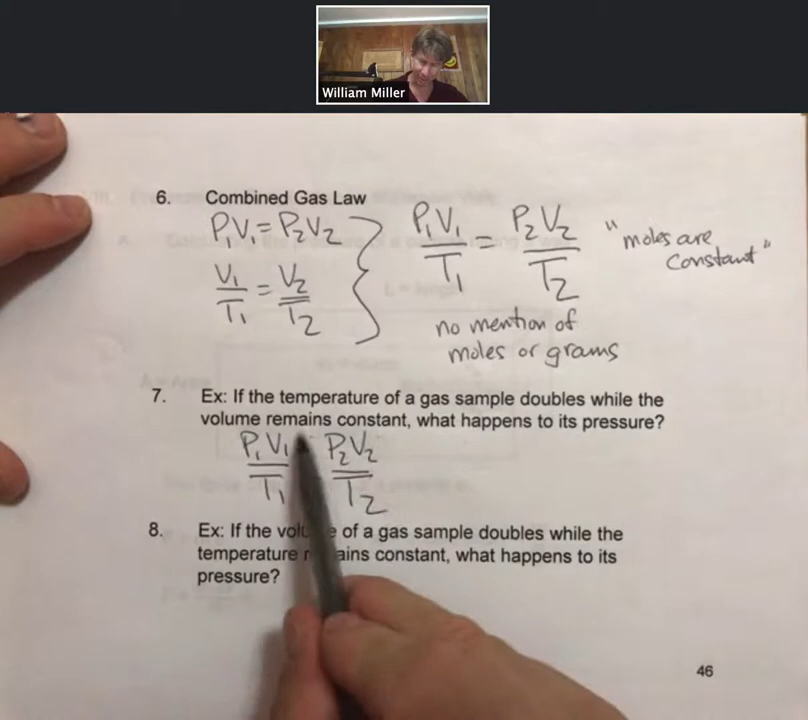 William Miller
6. Combined Gas Law
P₁V₁ = P₂V₂
V₁/T₁ = V₂/T₂
P₁V₁/T₁ = P₂V₂/T₂
"moles are
constant"
no mention of
moles or grams
7. Ex: If the temperature of a gas sample doubles while the
volume remains constant, what happens to its pressure?
P₁V₁/T₁ P₂V₂/T₂
8. Ex: If the of a gas sample doubles while the
temperature constant, what happens to its
pressure?
46